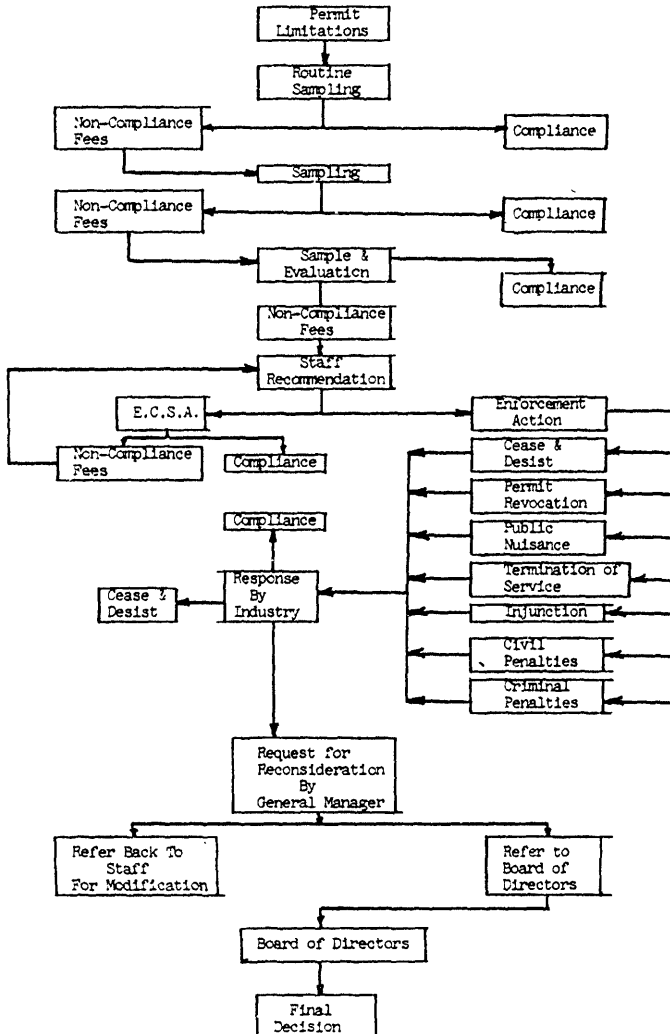 Permit
Limitations
Routine
Sampling
Non-Compliance
Fees
Compliance
Sampling
Non-Compliance
Fees
Compliance
Sample &
Evaluation
Compliance
Non-Compliance
Fees
Staff
Recommendation
E.C.S.A.
Enforcement
Action
Non-Compliance
Fees
Compliance
Cease &
Desist
Permit
Revocation
Compliance
Public
Nuisance
Cease &
Desist
Response
By
Industry
Termination of
Service
Injunction
Civil
Penalties
Criminal
Penalties
Request for
Reconsideration
By
General Manager
Refer Back To
Staff
For Modification
Refer to
Board of
Directors
Board of Directors
Final
Decision